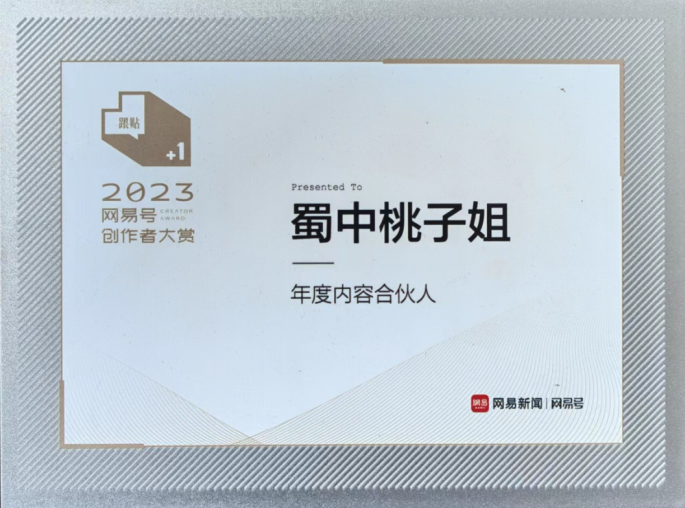 跟贴
+1
2023
网易号 CREATOR AWARD
创作者大赏
Presented To
蜀中桃子姐
年度内容合伙人
網易 网易新闻 | 网易号